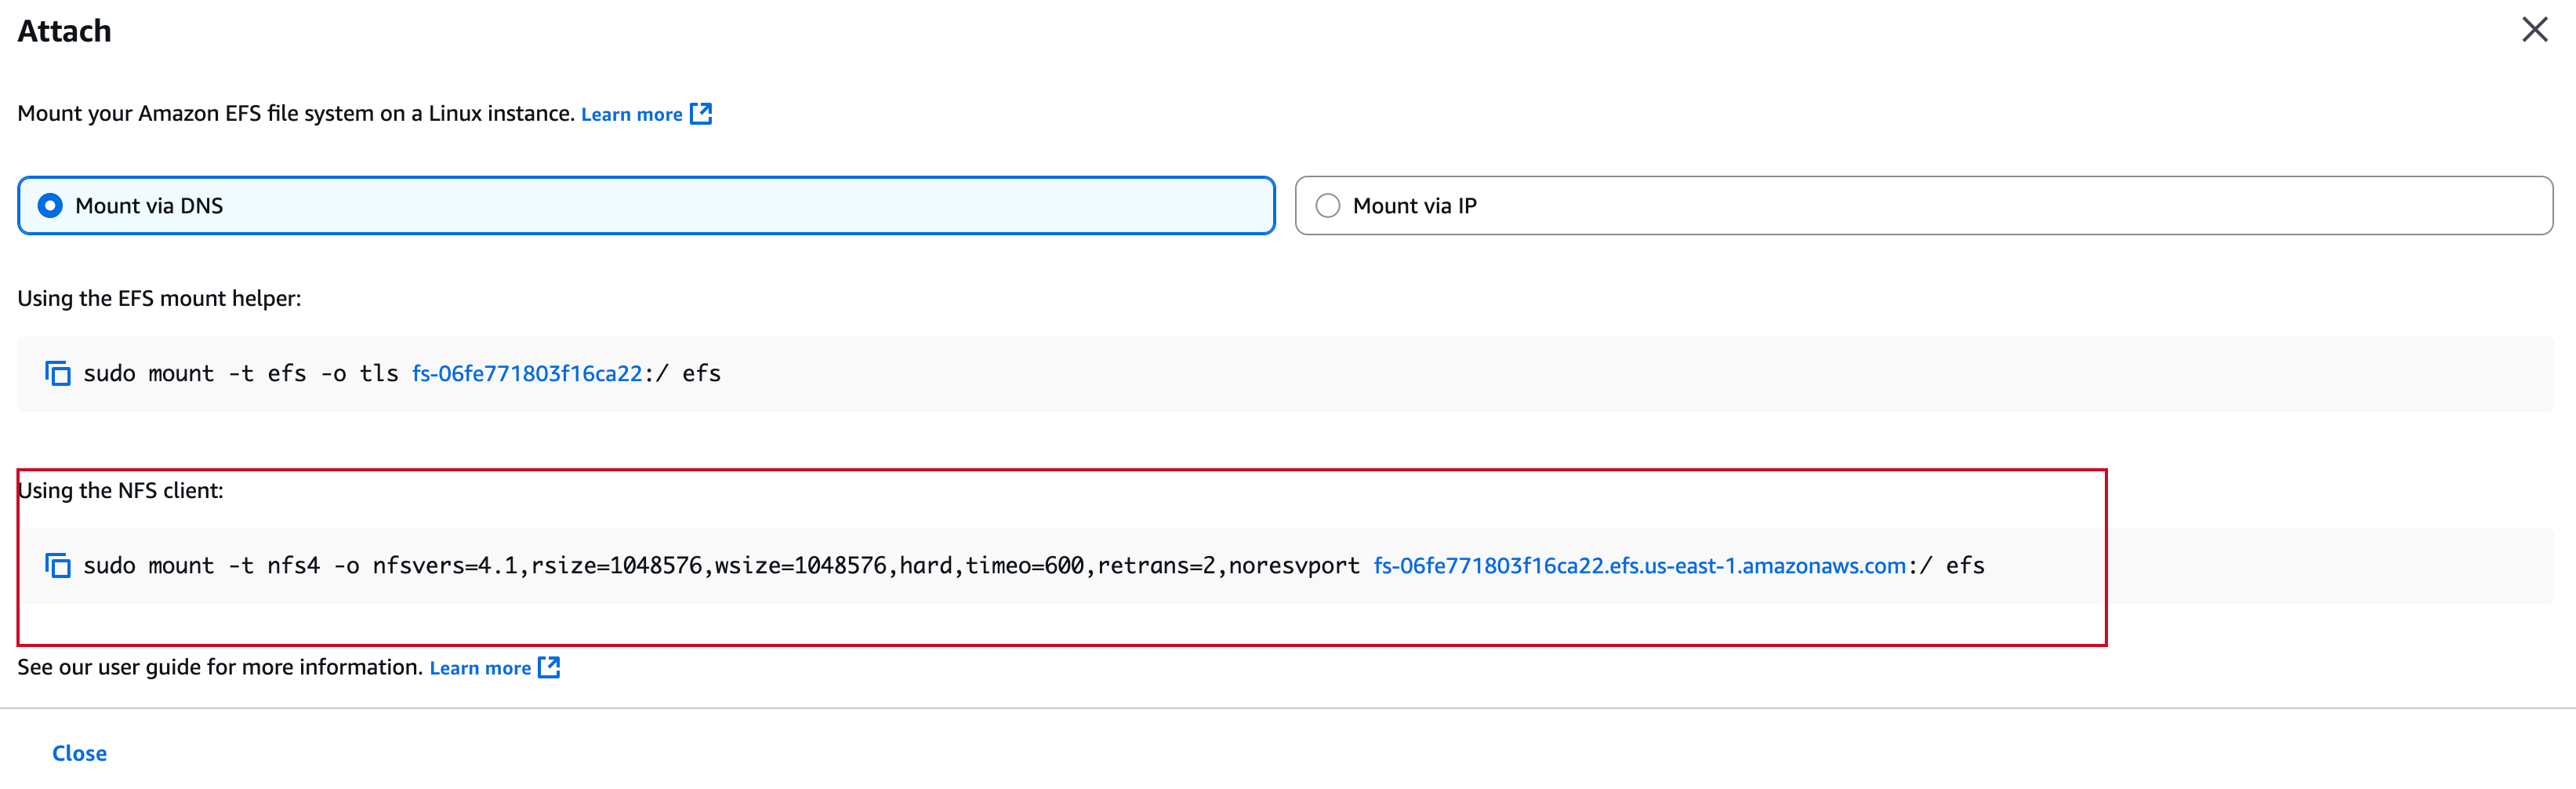 Attach
Mount your Amazon EFS file system on a Linux instance. Learn more
Mount via DNS
Mount via IP
Using the EFS mount helper:
sudo mount -t efs -o tls fs-06fe771803f16ca22:/ efs
Using the NFS client:
sudo mount -t nfs4 -o nfsvers=4.1,rsize=1048576,wsize=1048576,hard,timeo=600,retrans=2,noresvport fs-06fe771803f16ca22.efs.us-east-1.amazonaws.com:/ efs
See our user guide for more information. Learn more
Close